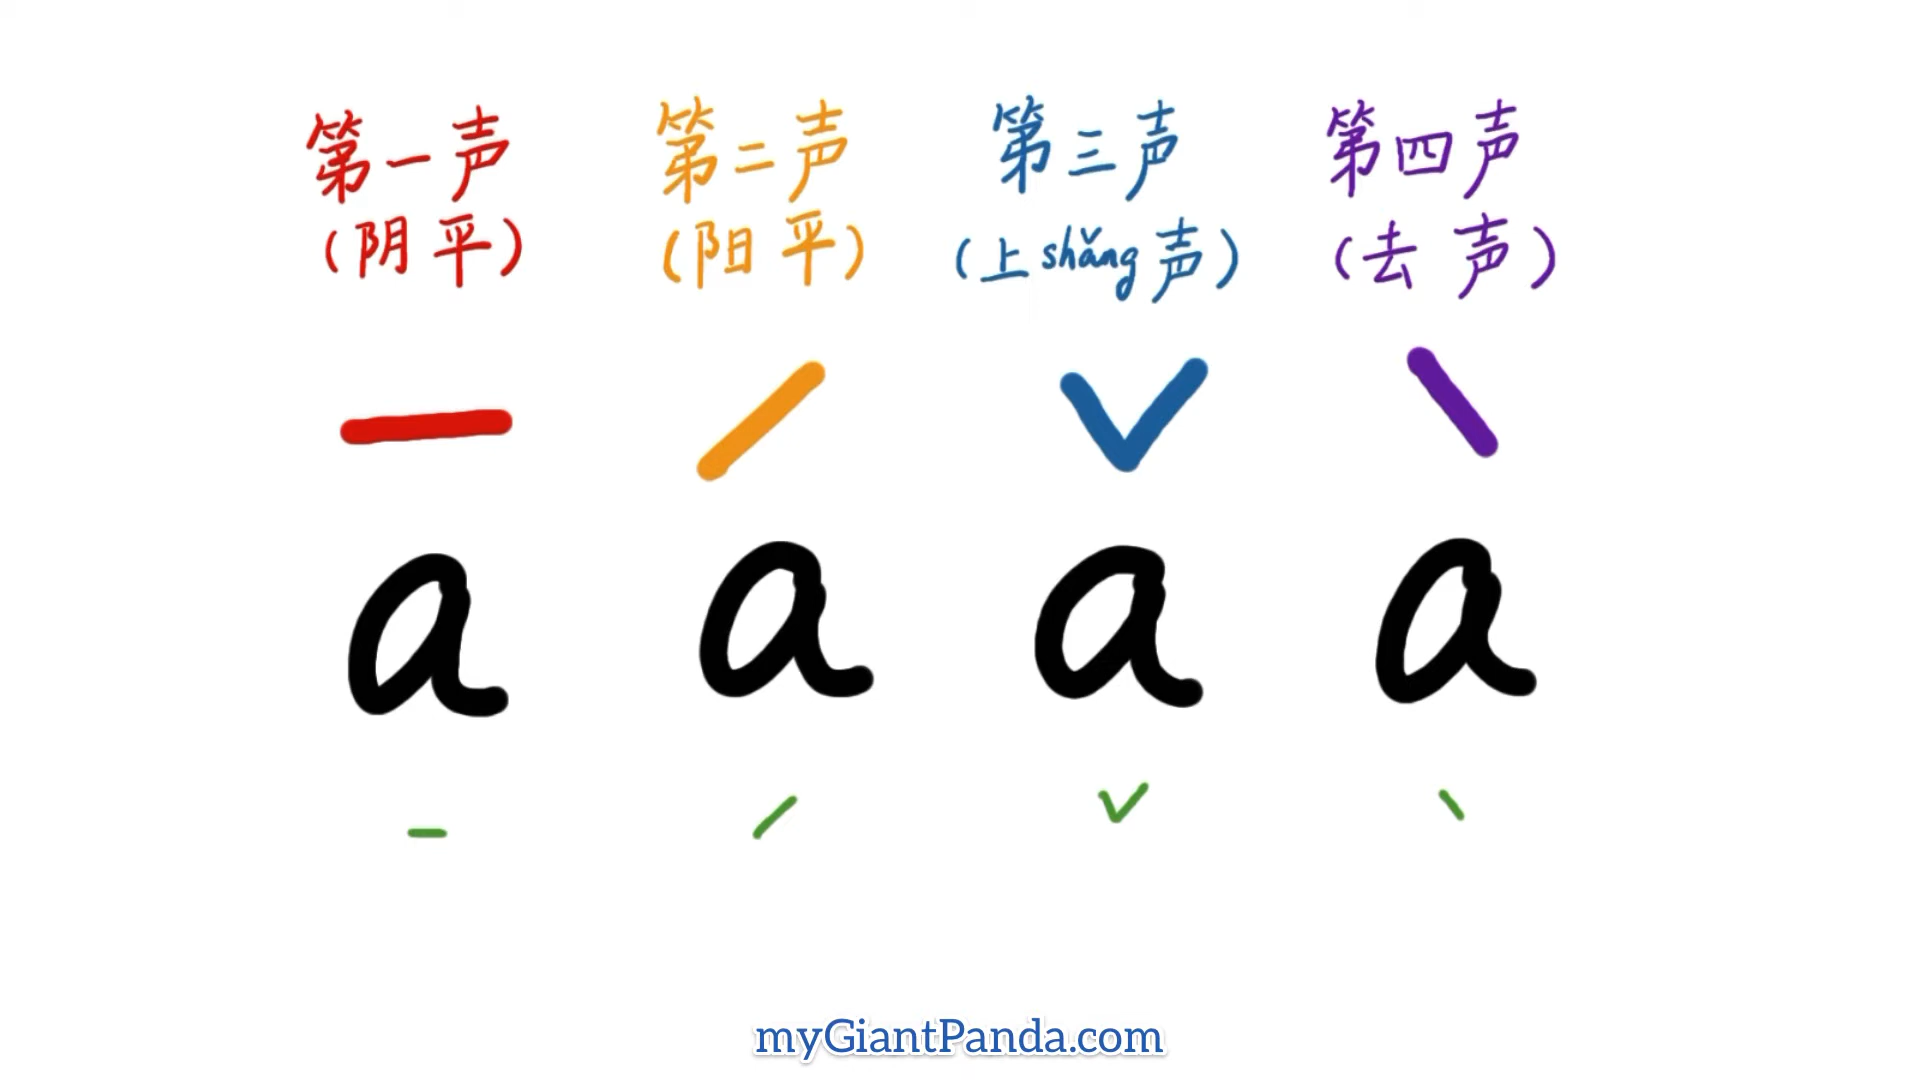 第一声 第二声 第三声 第四声
(阴平) (阳平) (上shǎng声) (去声)
ˉ ˊ ˇ ˋ
a a a a
ˉ ˊ ˇ ˋ
myGiantPanda.com